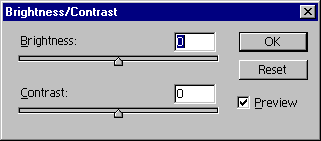 Brightness/Contrast
Brightness: 0
OK
Reset
Contrast: 0
Preview